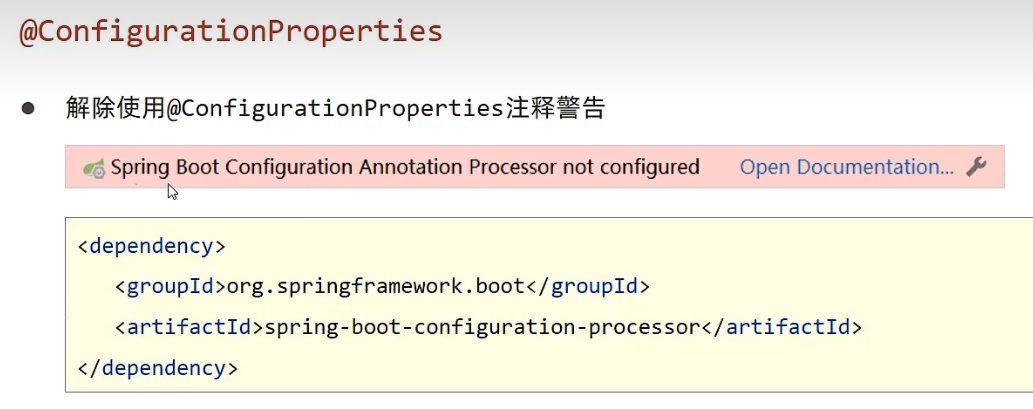 @ConfigurationProperties
● 解除使用@ConfigurationProperties注释警告
Spring Boot Configuration Annotation Processor not configured Open Documentation...
<dependency>
<groupId>org.springframework.boot</groupId>
<artifactId>spring-boot-configuration-processor</artifactId>
</dependency>